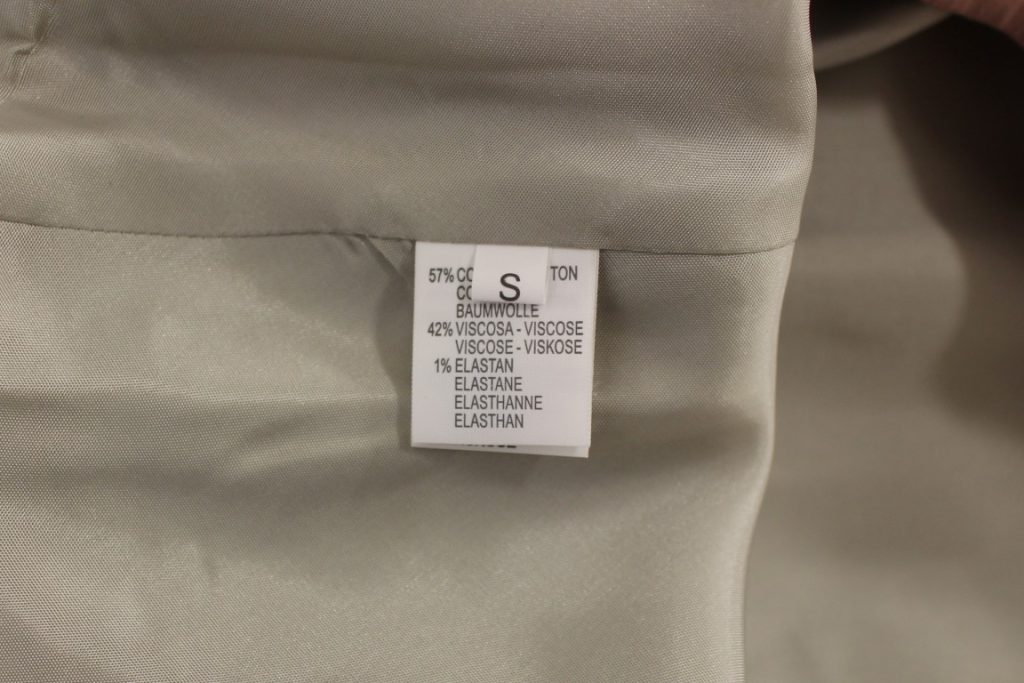 S
57% TON
BAUMWOLLE
42% VISCOSA - VISCOSE
VISCOSE - VISKOSE
1% ELASTAN
ELASTANE
ELASTHANNE
ELASTHAN